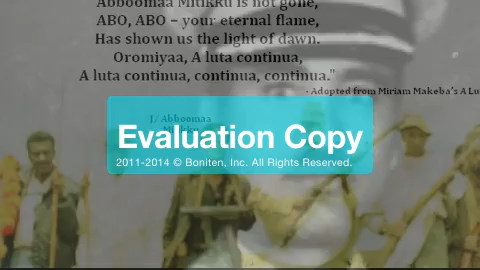 Abboomaa Mitikku is not gone,
ABO, ABO – your eternal flame,
Has shown us the light of dawn.
Oromiyaa, A luta continua,
A luta continua, continua, continua.”
- Adopted from Miriam Makeba's A Lu
J/Abboomaa
Evaluation Copy
2011-2014 © Boniten, Inc. All Rights Reserved.